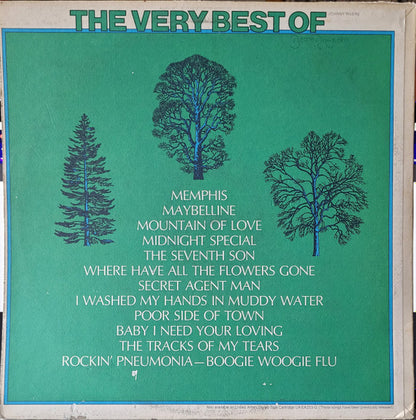 THE VERY BEST OF
MEMPHIS
MAYBELLINE
MOUNTAIN OF LOVE
MIDNIGHT SPECIAL
THE SEVENTH SON
WHERE HAVE ALL THE FLOWERS GONE
SECRET AGENT MAN
I WASHED MY HANDS IN MUDDY WATER
POOR SIDE OF TOWN
BABY I NEED YOUR LOVING
THE TRACKS OF MY TEARS
ROCKIN' PNEUMONIA—BOOGIE WOOGIE FLU